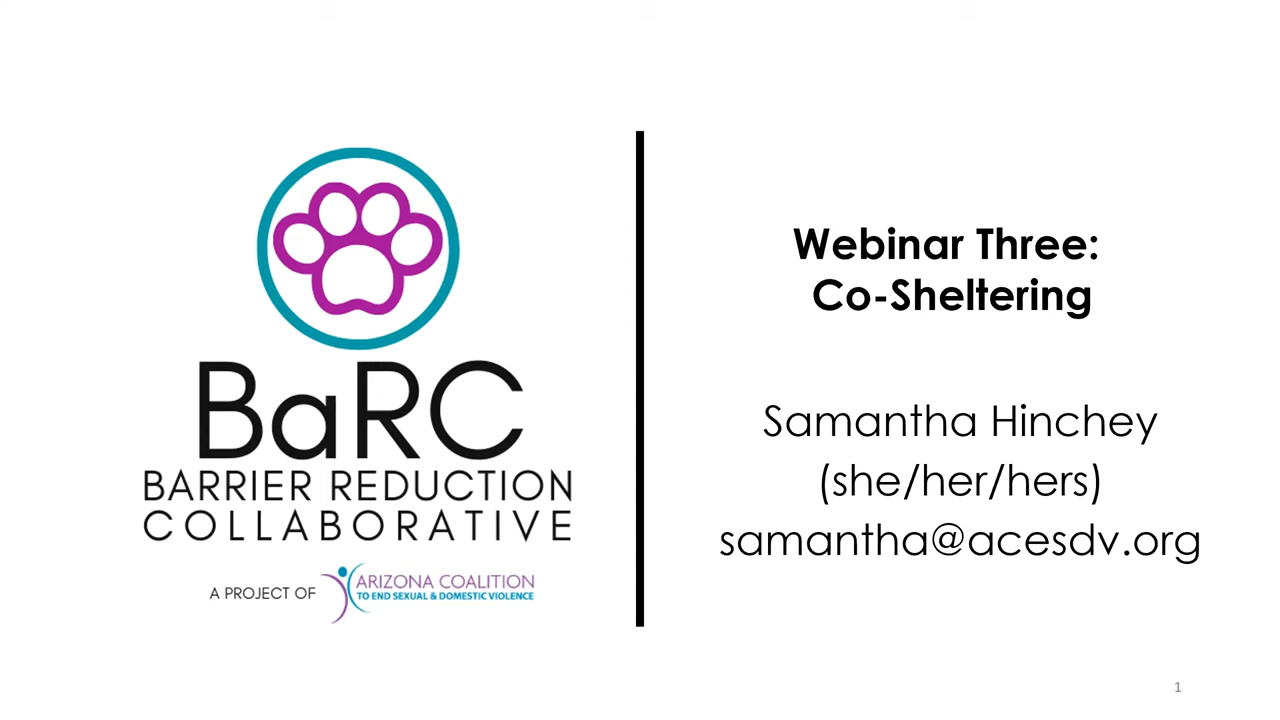 BaRC
BARRIER REDUCTION
COLLABORATIVE
A PROJECT OF
ARIZONA COALITION
TO END SEXUAL & DOMESTIC VIOLENCE
Webinar Three:
Co-Sheltering
Samantha Hinchey
(she/her/hers)
samantha@acesdv.org
1